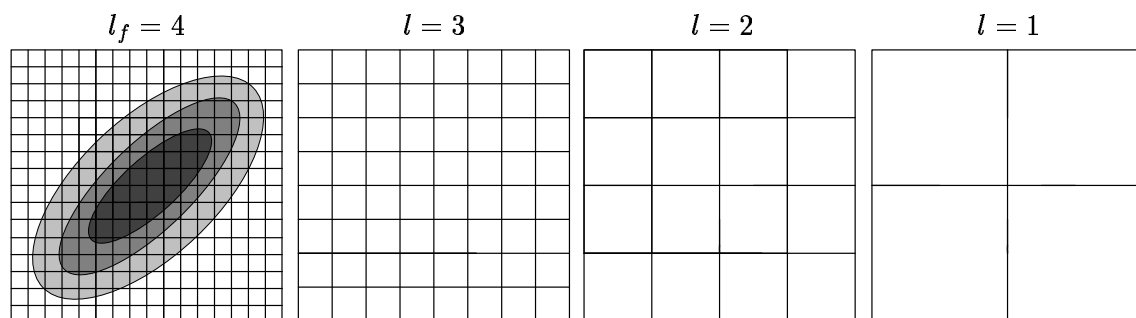 l_f = 4
l = 3
l = 2
l = 1